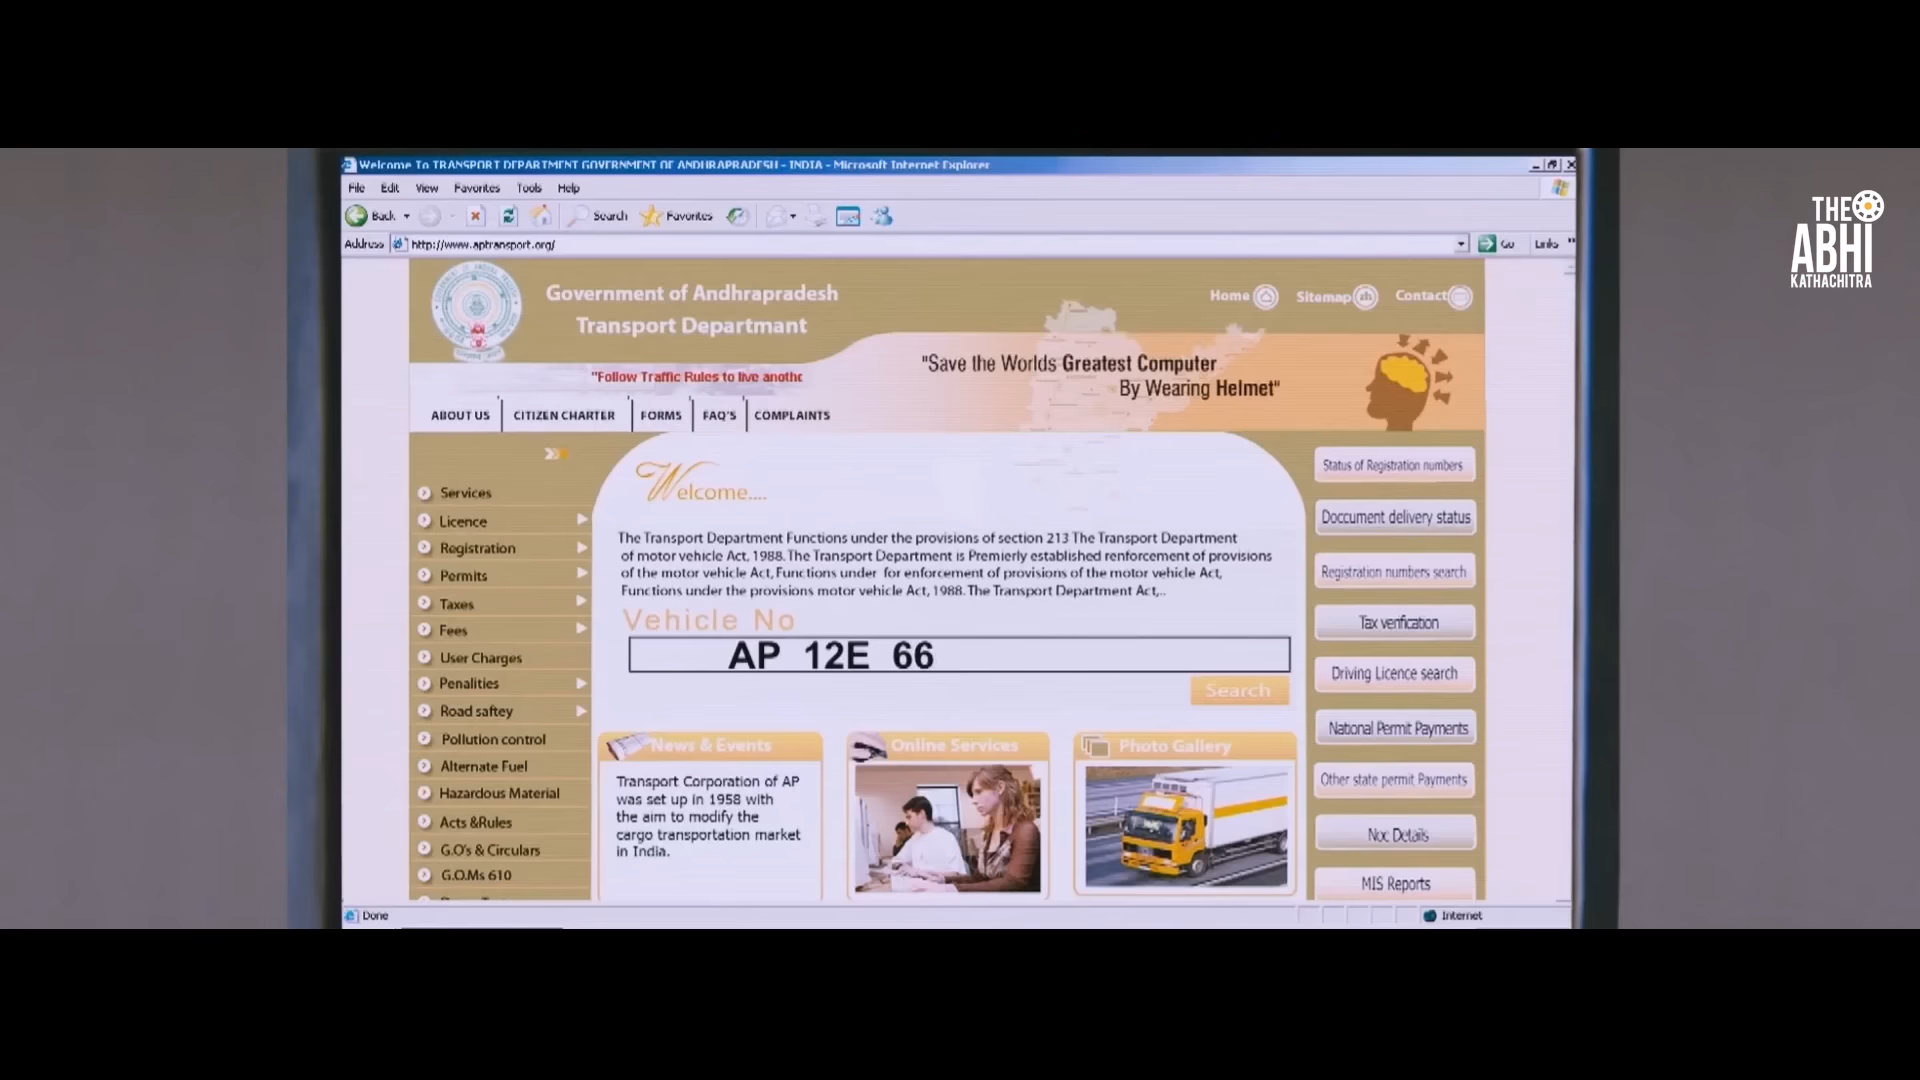 Welcome To TRANSPORT DEPARTMENT GOVERNMENT OF ANDHRAPRADESH - INDIA - Microsoft Internet Explorer
File Edit View Favorites Tools Help
Back Search Favorites
Address http://www.aptransport.org/ Go Links
THE
ABHI
KATHACHITRA
Government of Andhrapradesh
Transport Departmant
Home Sitemap Contact
"Save the Worlds Greatest Computer
By Wearing Helmet"
"Follow Traffic Rules to live anothe
ABOUT US CITIZEN CHARTER FORMS FAQ'S COMPLAINTS
Services
Licence
Registration
Permits
Taxes
Fees
User Charges
Penalities
Road saftey
Pollution control
Alternate Fuel
Hazardous Material
Acts &Rules
G.O's & Circulars
G.O.Ms 610
Welcome....
The Transport Department Functions under the provisions of section 213 The Transport Department
of motor vehicle Act, 1988. The Transport Department is Premierly established renforcement of provisions
of the motor vehicle Act, Functions under for enforcement of provisions of the motor vehicle Act,
Functions under the provisions motor vehicle Act, 1988. The Transport Department Act,..
Vehicle No
AP 12E 66
Search
News & Events
Transport Corporation of AP
was set up in 1958 with
the aim to modify the
cargo transportation market
in India.
Online Services
Photo Gallery
Status of Registration numbers
Doccument delivery status
Registration numbers search
Tax verification
Driving Licence search
National Permit Payments
Other state permit Payments
Noc Details
MIS Reports
Done
Internet